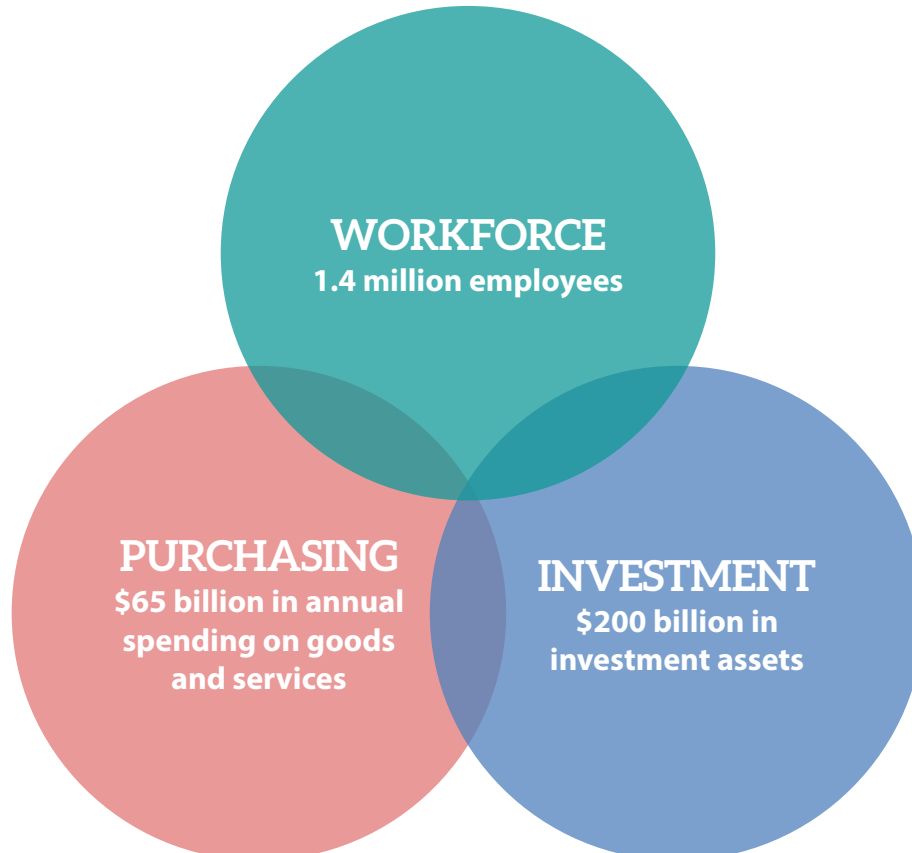 WORKFORCE
1.4 million employees
PURCHASING
$65 billion in annual
spending on goods
and services
INVESTMENT
$200 billion in
investment assets